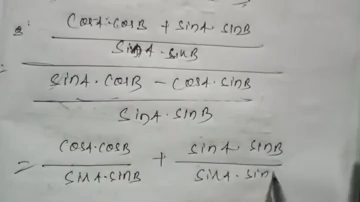 CosA·CosB + SinA·SinB
SinA·SinB
=
SinA·CosB - CosA·SinB
SinA·SinB
= CosA·CosB / SinA·SinB + SinA·SinB / SinA·Sin